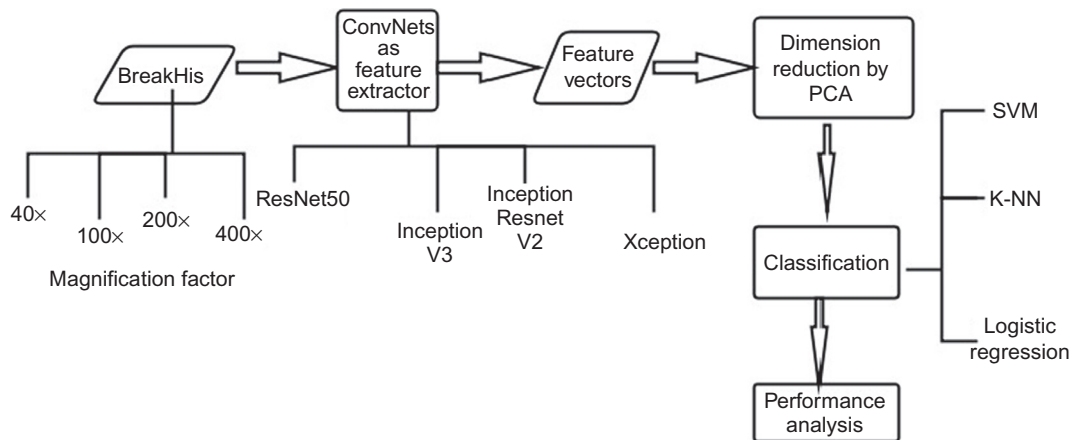 BreakHis
ConvNets
as
feature
extractor
Feature
vectors
Dimension
reduction by
PCA
40×
100×
200×
400×
Magnification factor
ResNet50
Inception
V3
Inception
Resnet
V2
Xception
Classification
SVM
K-NN
Logistic
regression
Performance
analysis